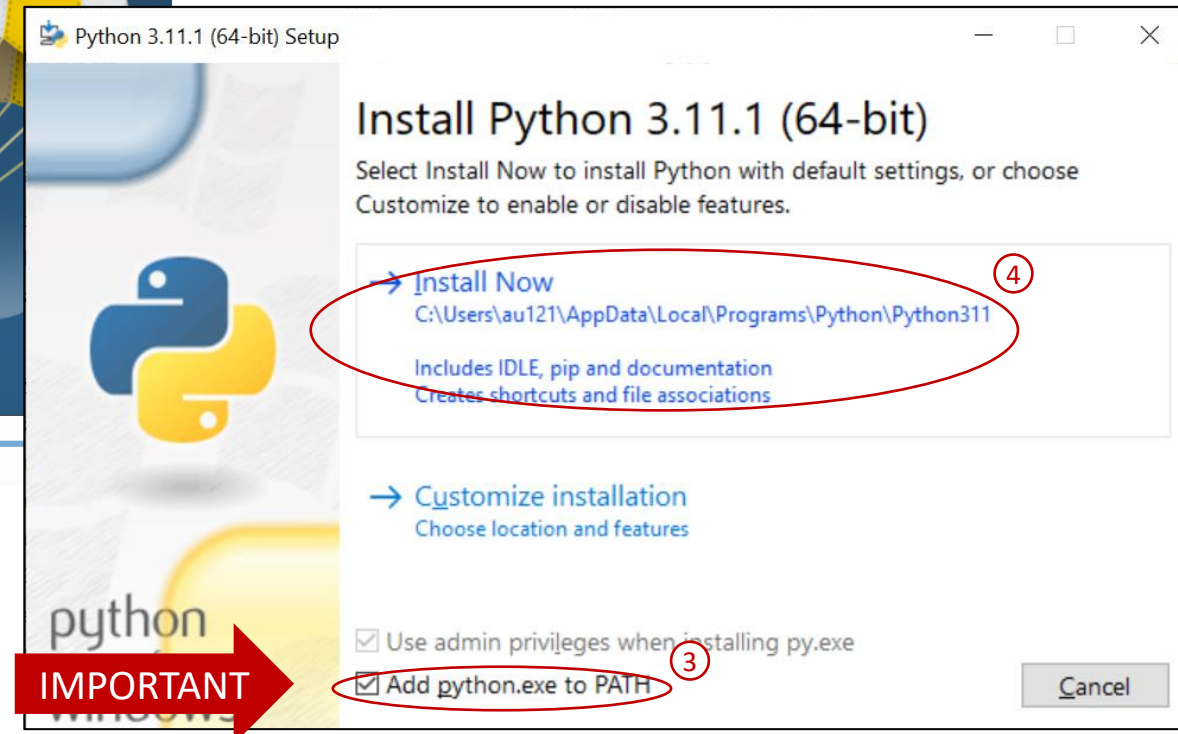 Python 3.11.1 (64-bit) Setup
Install Python 3.11.1 (64-bit)
Select Install Now to install Python with default settings, or choose
Customize to enable or disable features.
Install Now
4
C:\Users\au121\AppData\Local\Programs\Python\Python311
Includes IDLE, pip and documentation
Creates shortcuts and file associations
Customize installation
Choose location and features
python
windows
Use admin privileges when installing py.exe
3
IMPORTANT
Add python.exe to PATH
Cancel